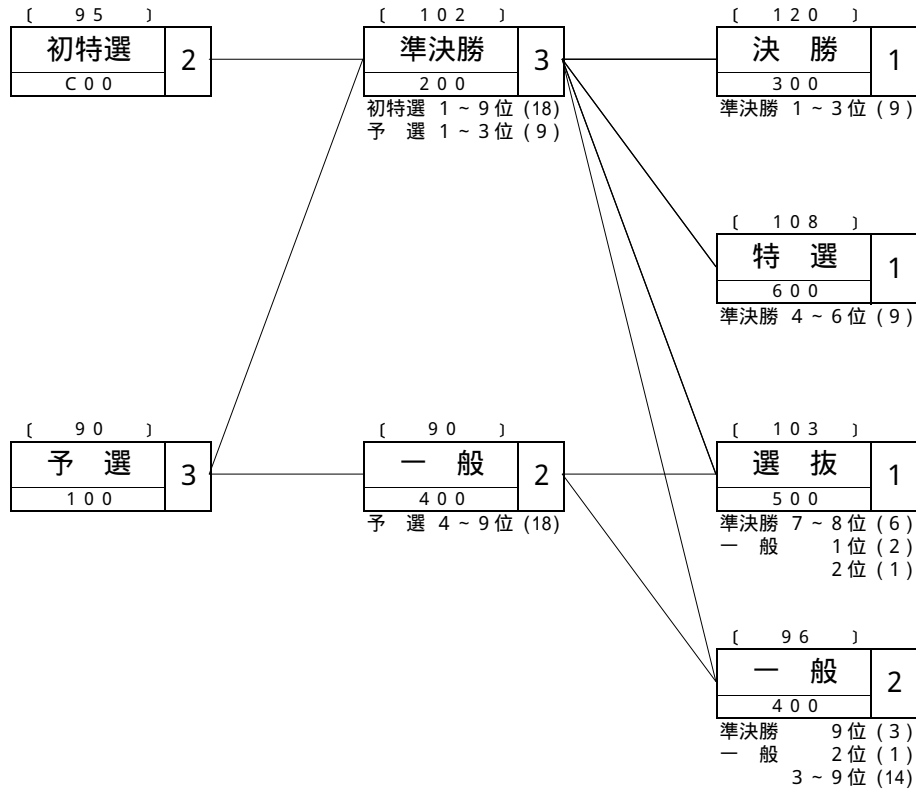 〔 95 〕
初特選 2
C00
〔 102 〕
準決勝 3
200
初特選 1～9位 (18)
予 選 1～3位 (9)
〔 120 〕
決 勝 1
300
準決勝 1～3位 (9)
〔 108 〕
特 選 1
600
準決勝 4～6位 (9)
〔 90 〕
予 選 3
100
〔 90 〕
一 般 2
400
予 選 4～9位 (18)
〔 103 〕
選 抜 1
500
準決勝 7～8位 (6)
一 般 1位 (2)
2位 (1)
〔 96 〕
一 般 2
400
準決勝 9位 (3)
一 般 2位 (1)
3～9位 (14)